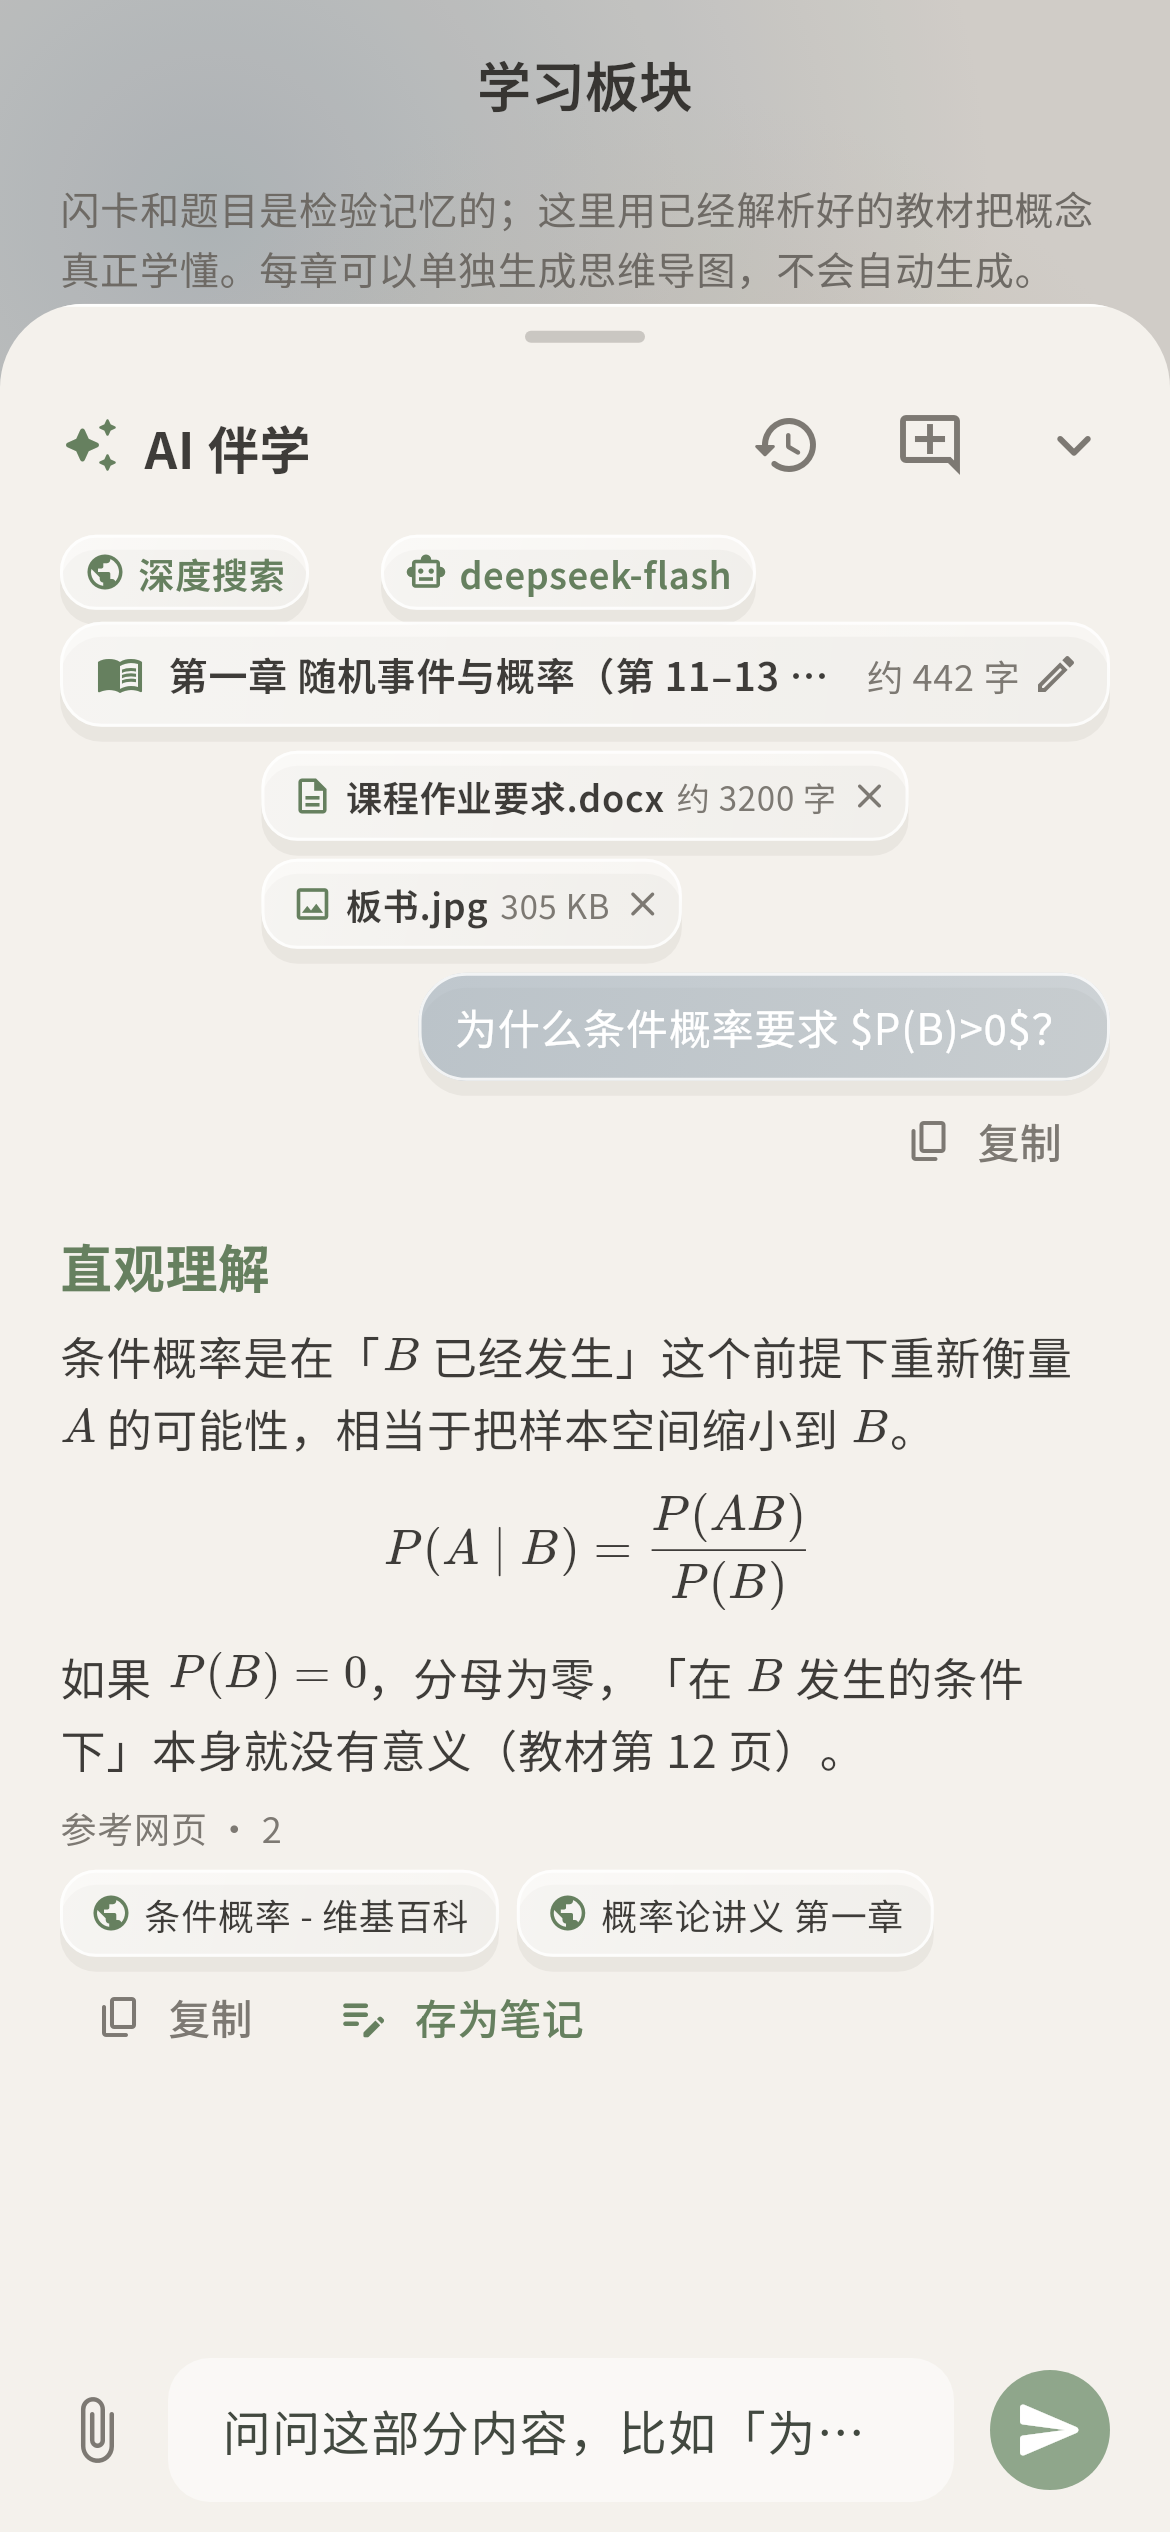 学习板块
闪卡和题目是检验记忆的；这里用已经解析好的教材把概念
真正学懂。每章可以单独生成思维导图，不会自动生成。
AI 伴学
深度搜索
deepseek-flash
第一章 随机事件与概率（第 11–13 … 约 442 字
课程作业要求.docx 约 3200 字
板书.jpg 305 KB
为什么条件概率要求 $P(B)>0$？
复制
直观理解
条件概率是在「B 已经发生」这个前提下重新衡量
A 的可能性，相当于把样本空间缩小到 B。
P(A | B) = P(AB) / P(B)
如果 P(B) = 0，分母为零，「在 B 发生的条件
下」本身就没有意义（教材第 12 页）。
参考网页 · 2
条件概率 - 维基百科
概率论讲义 第一章
复制
存为笔记
问问这部分内容，比如「为…